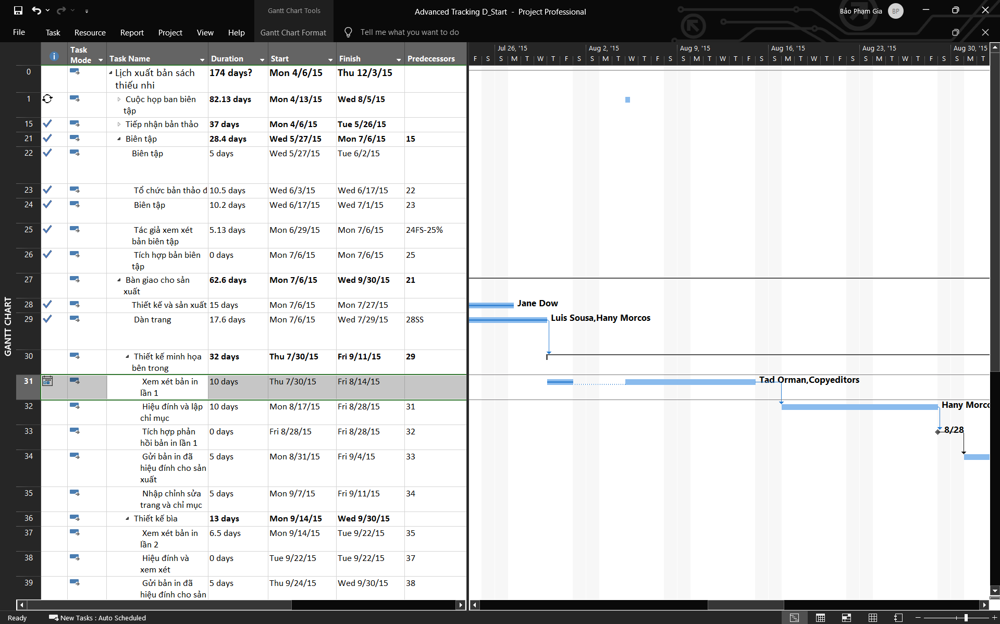 Gantt Chart Tools
Advanced Tracking D_Start - Project Professional
Bảo Phạm Gia
BP
File
Task
Resource
Report
Project
View
Help
Gantt Chart Format
Tell me what you want to do
Task Mode
Task Name
Duration
Start
Finish
Predecessors
Jul 26, '15
Aug 2, '15
Aug 9, '15
Aug 16, '15
Aug 23, '15
Aug 30, '15
F S S M T W T F S S M T W T F S S M T W T F S S M T W T F S S M T W T F S S M T
0 Lịch xuất bản sách 174 days? Mon 4/6/15 Thu 12/3/15
thiếu nhi
1 Cuộc họp ban biên 82.13 days Mon 4/13/15 Wed 8/5/15
tập
15 Tiếp nhận bản thảo 37 days Mon 4/6/15 Tue 5/26/15
21 Biên tập 28.4 days Wed 5/27/15 Mon 7/6/15 15
22 Biên tập 5 days Wed 5/27/15 Tue 6/2/15
23 Tổ chức bản thảo đ 10.5 days Wed 6/3/15 Wed 6/17/15 22
24 Biên tập 10.2 days Wed 6/17/15 Wed 7/1/15 23
25 Tác giả xem xét 5.13 days Mon 6/29/15 Mon 7/6/15 24FS-25%
bản biên tập
26 Tích hợp bản biên 0 days Mon 7/6/15 Mon 7/6/15 25
tập
27 Bàn giao cho sản 62.6 days Mon 7/6/15 Wed 9/30/15 21
xuất
28 Thiết kế và sản xuất 15 days Mon 7/6/15 Mon 7/27/15
Jane Dow
29 Dàn trang 17.6 days Mon 7/6/15 Wed 7/29/15 28SS
Luis Sousa,Hany Morcos
30 Thiết kế minh họa 32 days Thu 7/30/15 Fri 9/11/15 29
bên trong
31 Xem xét bản in 10 days Thu 7/30/15 Fri 8/14/15
lần 1
Tad Orman,Copyeditors
32 Hiệu đính và lập 10 days Mon 8/17/15 Fri 8/28/15 31
chỉ mục
Hany Morco
33 Tích hợp phản 0 days Fri 8/28/15 Fri 8/28/15 32
hồi bản in lần 1
8/28
34 Gửi bản in đã 5 days Mon 8/31/15 Fri 9/4/15 33
hiệu đính cho sản
xuất
35 Nhập chỉnh sửa 5 days Mon 9/7/15 Fri 9/11/15 34
trang và chỉ mục
36 Thiết kế bìa 13 days Mon 9/14/15 Wed 9/30/15
37 Xem xét bản in 6.5 days Mon 9/14/15 Tue 9/22/15 35
lần 2
38 Hiệu đính và 0 days Tue 9/22/15 Tue 9/22/15 37
xem xét
39 Gửi bản in đã 5 days Thu 9/24/15 Wed 9/30/15 38
hiệu đính cho sản
GANTT CHART
Ready
New Tasks : Auto Scheduled